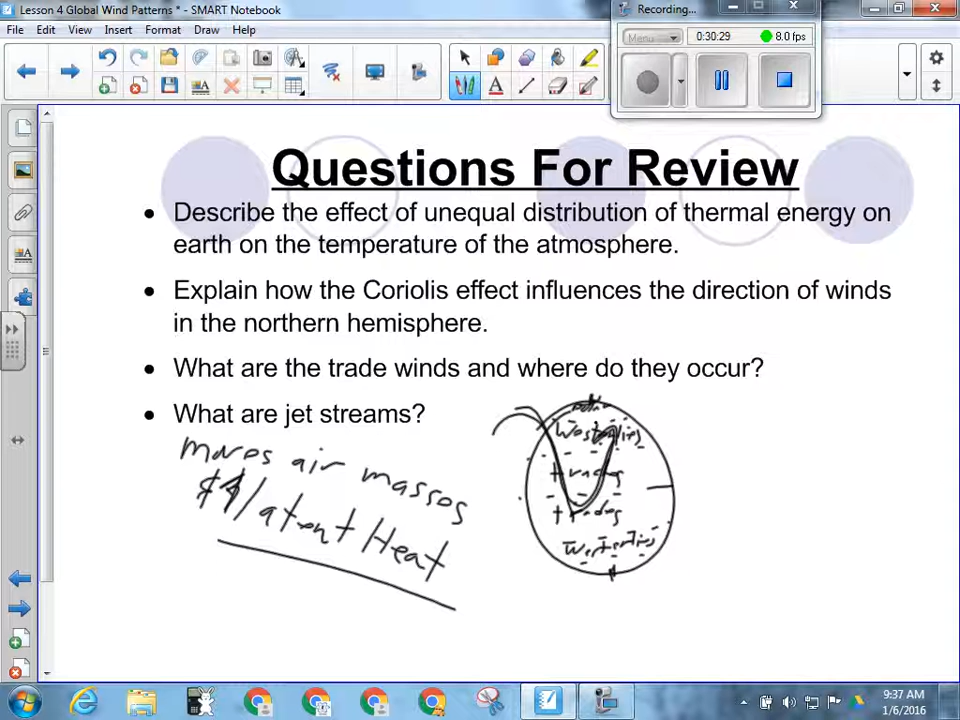 Lesson 4 Global Wind Patterns * - SMART Notebook
Recording...
File Edit View Insert Format Draw Help
Menu 0:30:29 8.0 fps
Questions For Review
• Describe the effect of unequal distribution of thermal energy on
earth on the temperature of the atmosphere.
• Explain how the Coriolis effect influences the direction of winds
in the northern hemisphere.
• What are the trade winds and where do they occur?
• What are jet streams?
moves air masses
latent Heat
Westerlies
trades
trades
Westerlies
9:37 AM
1/6/2016